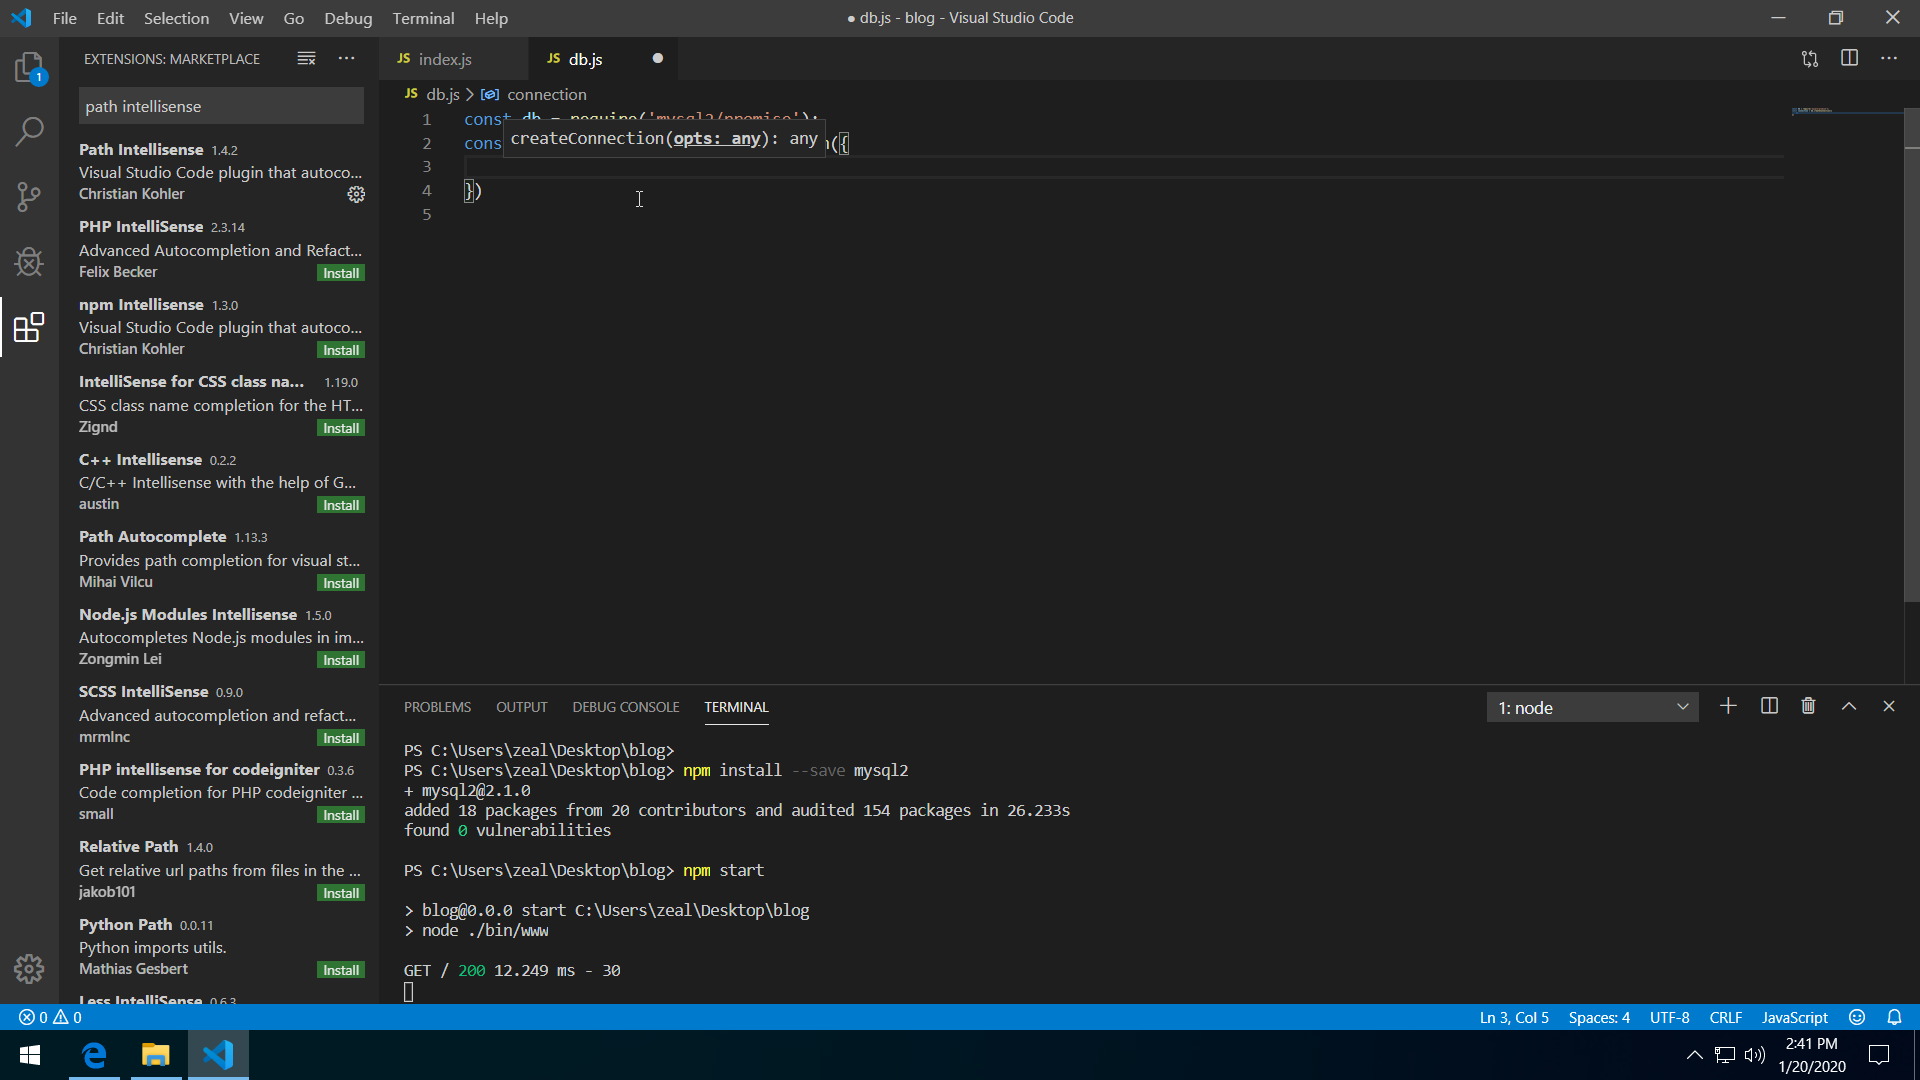 File Edit Selection View Go Debug Terminal Help
● db.js - blog - Visual Studio Code
EXTENSIONS: MARKETPLACE
path intellisense
1
Path Intellisense 1.4.2
Visual Studio Code plugin that autoco...
Christian Kohler
PHP IntelliSense 2.3.14
Advanced Autocompletion and Refact...
Felix Becker Install
npm Intellisense 1.3.0
Visual Studio Code plugin that autoco...
Christian Kohler Install
IntelliSense for CSS class na... 1.19.0
CSS class name completion for the HT...
Zignd Install
C++ Intellisense 0.2.2
C/C++ Intellisense with the help of G...
austin Install
Path Autocomplete 1.13.3
Provides path completion for visual st...
Mihai Vilcu Install
Node.js Modules Intellisense 1.5.0
Autocompletes Node.js modules in im...
Zongmin Lei Install
SCSS IntelliSense 0.9.0
Advanced autocompletion and refact...
mrmlnc Install
PHP intellisense for codeigniter 0.3.6
Code completion for PHP codeigniter ...
small Install
Relative Path 1.4.0
Get relative url paths from files in the ...
jakob101 Install
Python Path 0.0.11
Python imports utils.
Mathias Gesbert Install
Less IntelliSense 0.6.3
JS index.js
JS db.js
JS db.js > connection
1 const db = require('mysql2/promise');
createConnection(opts: any): any
2 cons n({
3
4 })
5
PROBLEMS OUTPUT DEBUG CONSOLE TERMINAL
1: node
PS C:\Users\zeal\Desktop\blog>
PS C:\Users\zeal\Desktop\blog> npm install --save mysql2
+ mysql2@2.1.0
added 18 packages from 20 contributors and audited 154 packages in 26.233s
found 0 vulnerabilities
PS C:\Users\zeal\Desktop\blog> npm start
> blog@0.0.0 start C:\Users\zeal\Desktop\blog
> node ./bin/www
GET / 200 12.249 ms - 30
0 0
Ln 3, Col 5 Spaces: 4 UTF-8 CRLF JavaScript
2:41 PM
1/20/2020